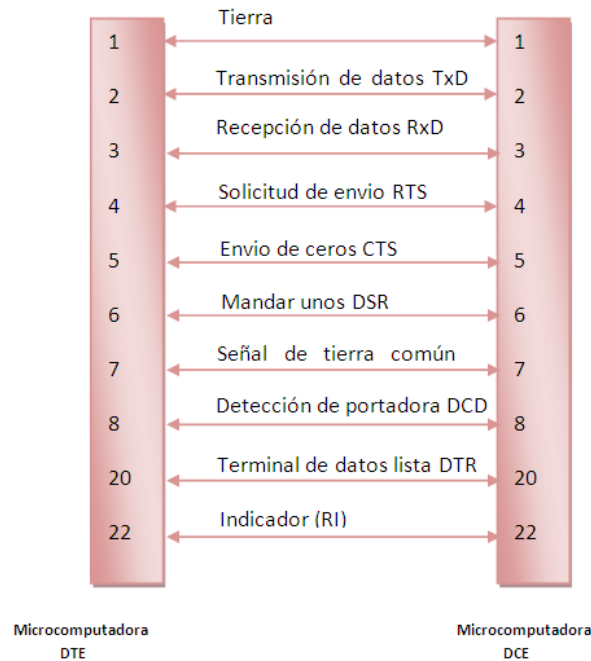 Tierra
1 1
Transmisión de datos TxD
2 2
Recepción de datos RxD
3 3
Solicitud de envio RTS
4 4
Envio de ceros CTS
5 5
Mandar unos DSR
6 6
Señal de tierra común
7 7
Detección de portadora DCD
8 8
Terminal de datos lista DTR
20 20
Indicador (RI)
22 22
Microcomputadora Microcomputadora
DTE DCE